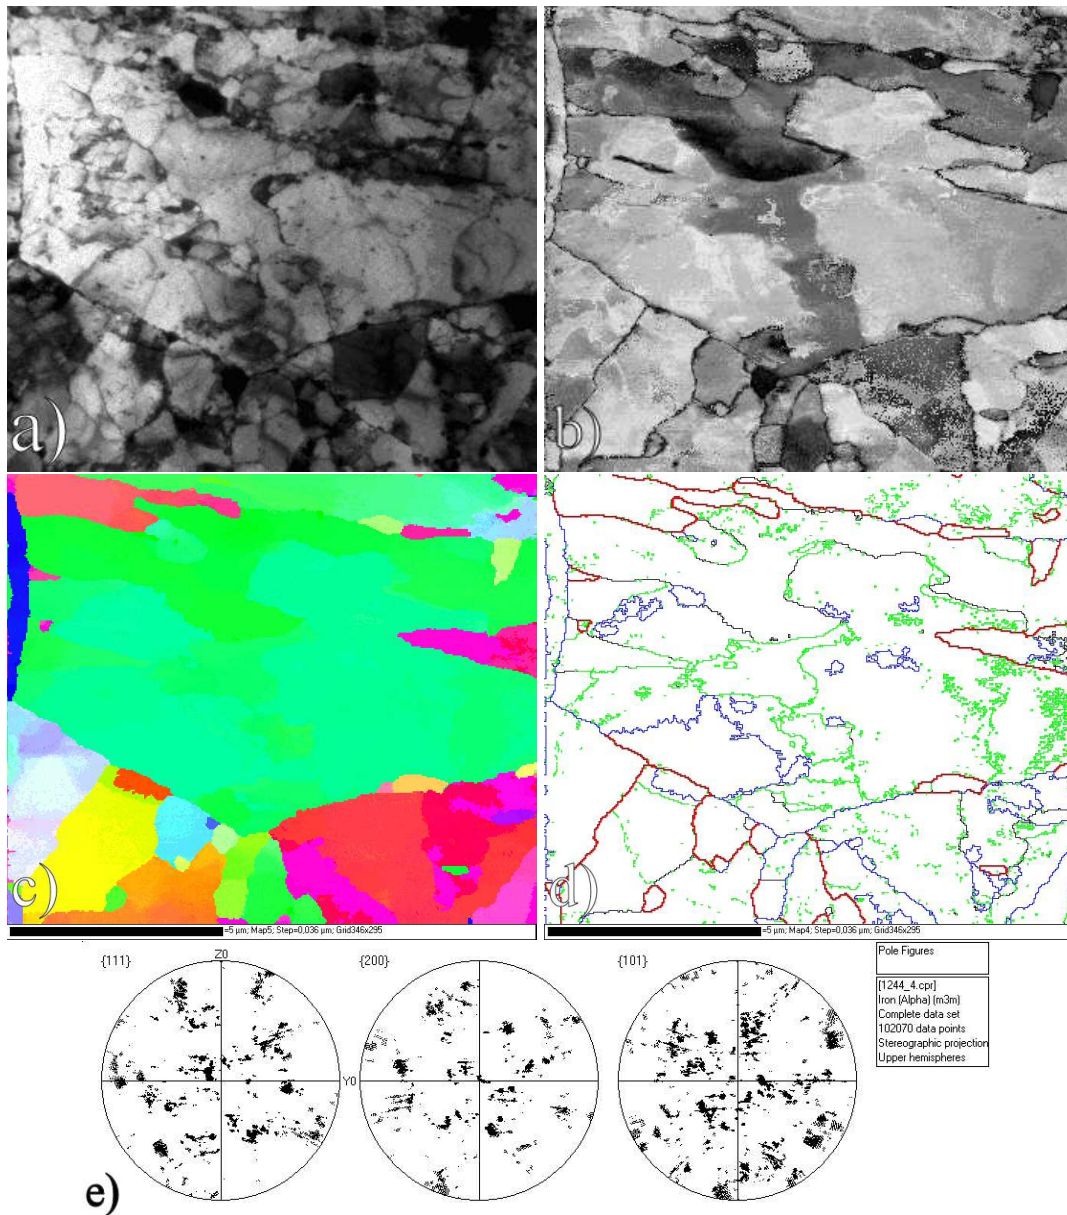 a)
b)
c)
d)
=5 µm; Map5; Step=0,036 µm; Grid346x295
=5 µm; Map4; Step=0,036 µm; Grid346x295
{111}
Z0
{200}
{101}
Y0
Pole Figures
[1244_4.cpr]
Iron (Alpha) (m3m)
Complete data set
102070 data points
Stereographic projection
Upper hemispheres
e)